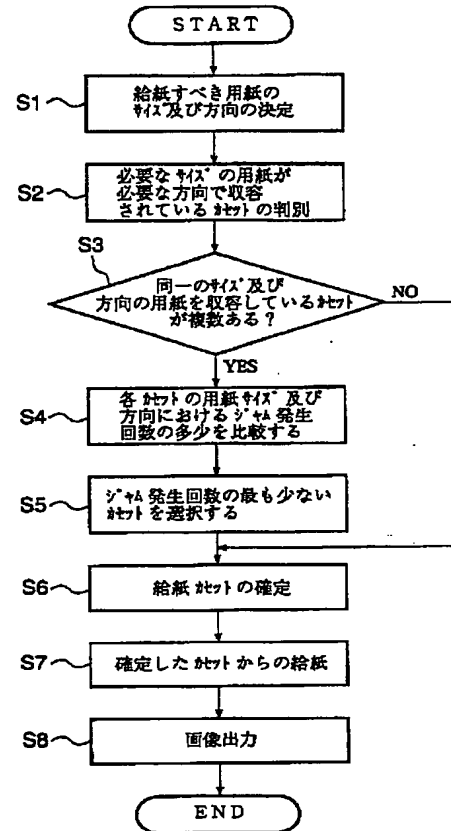 START
S1
給紙すべき用紙の
サイズ及び方向の決定
S2
必要なサイズの用紙が
必要な方向で収容
されているカセットの判別
S3
同一のサイズ及び
方向の用紙を収容しているカセット
が複数ある?
NO
YES
S4
各カセットの用紙サイズ及び
方向におけるジャム発生
回数の多少を比較する
S5
ジャム発生回数の最も少ない
カセットを選択する
S6
給紙カセットの確定
S7
確定したカセットからの給紙
S8
画像出力
END